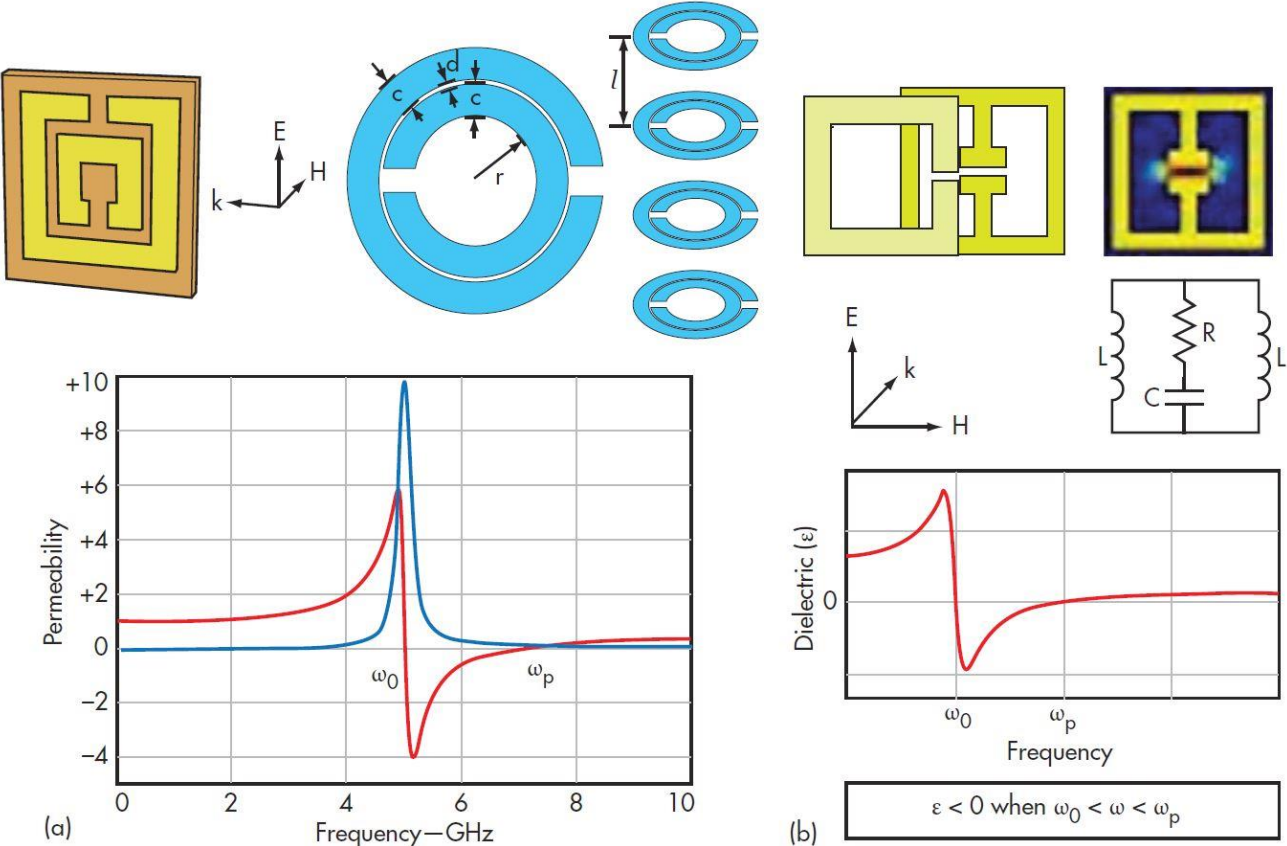 E
H
k
d
c
c
r
l
E
k
H
L
R
C
L
Permeability
+10
+8
+6
+4
+2
0
−2
−4
ω0
ωp
0
2
4
6
8
10
Frequency—GHz
(a)
Dielectric (ε)
0
ω0
ωp
Frequency
ε < 0 when ω0 < ω < ωp
(b)